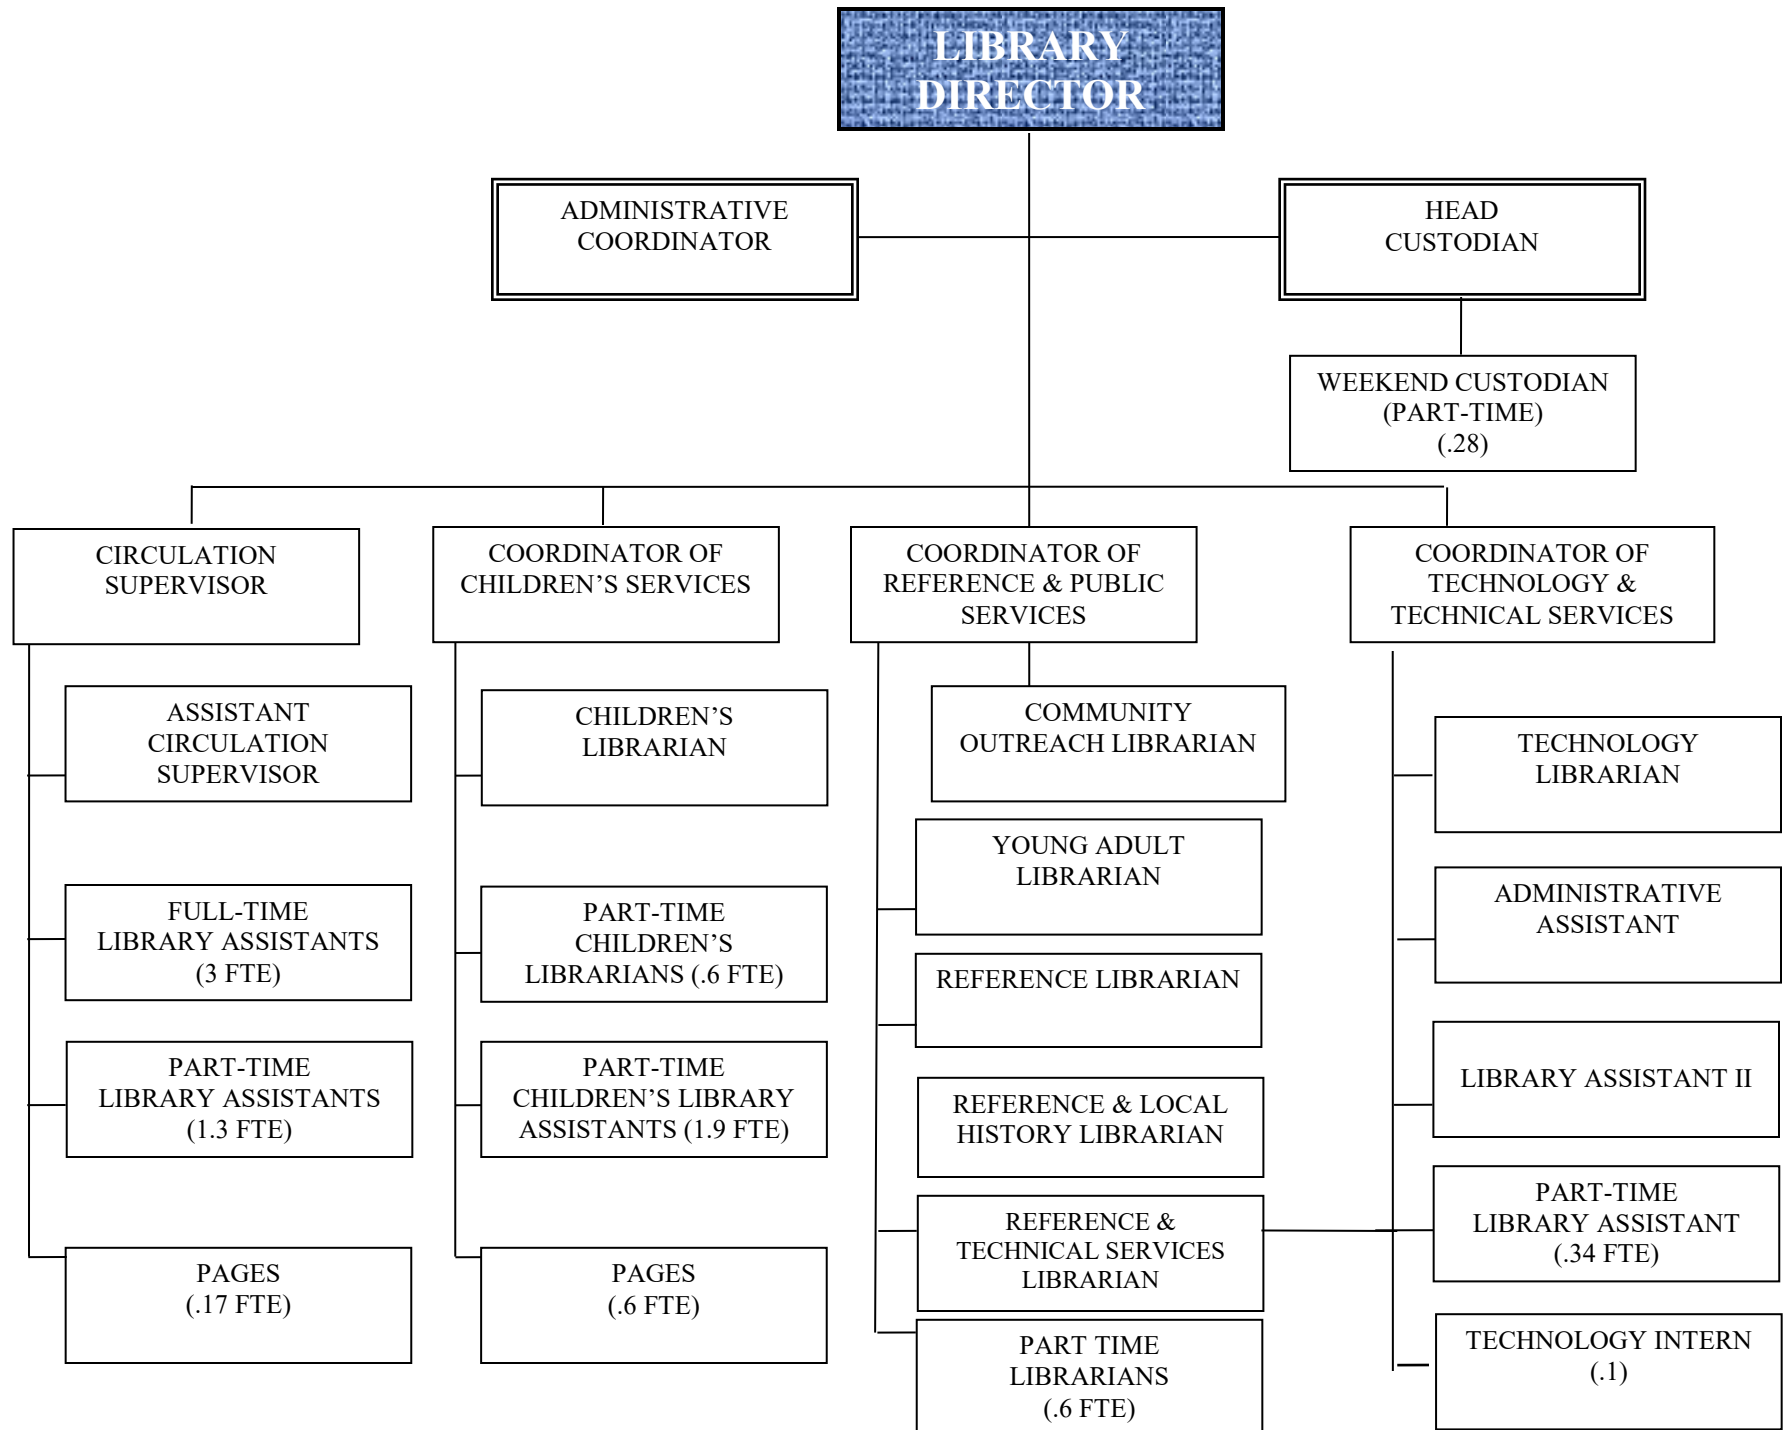 LIBRARY
DIRECTOR
ADMINISTRATIVE
COORDINATOR
HEAD
CUSTODIAN
WEEKEND CUSTODIAN
(PART-TIME)
(.28)
CIRCULATION
SUPERVISOR
COORDINATOR OF
CHILDREN’S SERVICES
COORDINATOR OF
REFERENCE & PUBLIC
SERVICES
COORDINATOR OF
TECHNOLOGY &
TECHNICAL SERVICES
ASSISTANT
CIRCULATION
SUPERVISOR
FULL-TIME
LIBRARY ASSISTANTS
(3 FTE)
PART-TIME
LIBRARY ASSISTANTS
(1.3 FTE)
PAGES
(.17 FTE)
CHILDREN’S
LIBRARIAN
PART-TIME
CHILDREN’S
LIBRARIANS (.6 FTE)
PART-TIME
CHILDREN’S LIBRARY
ASSISTANTS (1.9 FTE)
PAGES
(.6 FTE)
COMMUNITY
OUTREACH LIBRARIAN
YOUNG ADULT
LIBRARIAN
REFERENCE LIBRARIAN
REFERENCE & LOCAL
HISTORY LIBRARIAN
REFERENCE &
TECHNICAL SERVICES
LIBRARIAN
PART TIME
LIBRARIANS
(.6 FTE)
TECHNOLOGY
LIBRARIAN
ADMINISTRATIVE
ASSISTANT
LIBRARY ASSISTANT II
PART-TIME
LIBRARY ASSISTANT
(.34 FTE)
TECHNOLOGY INTERN
(.1)